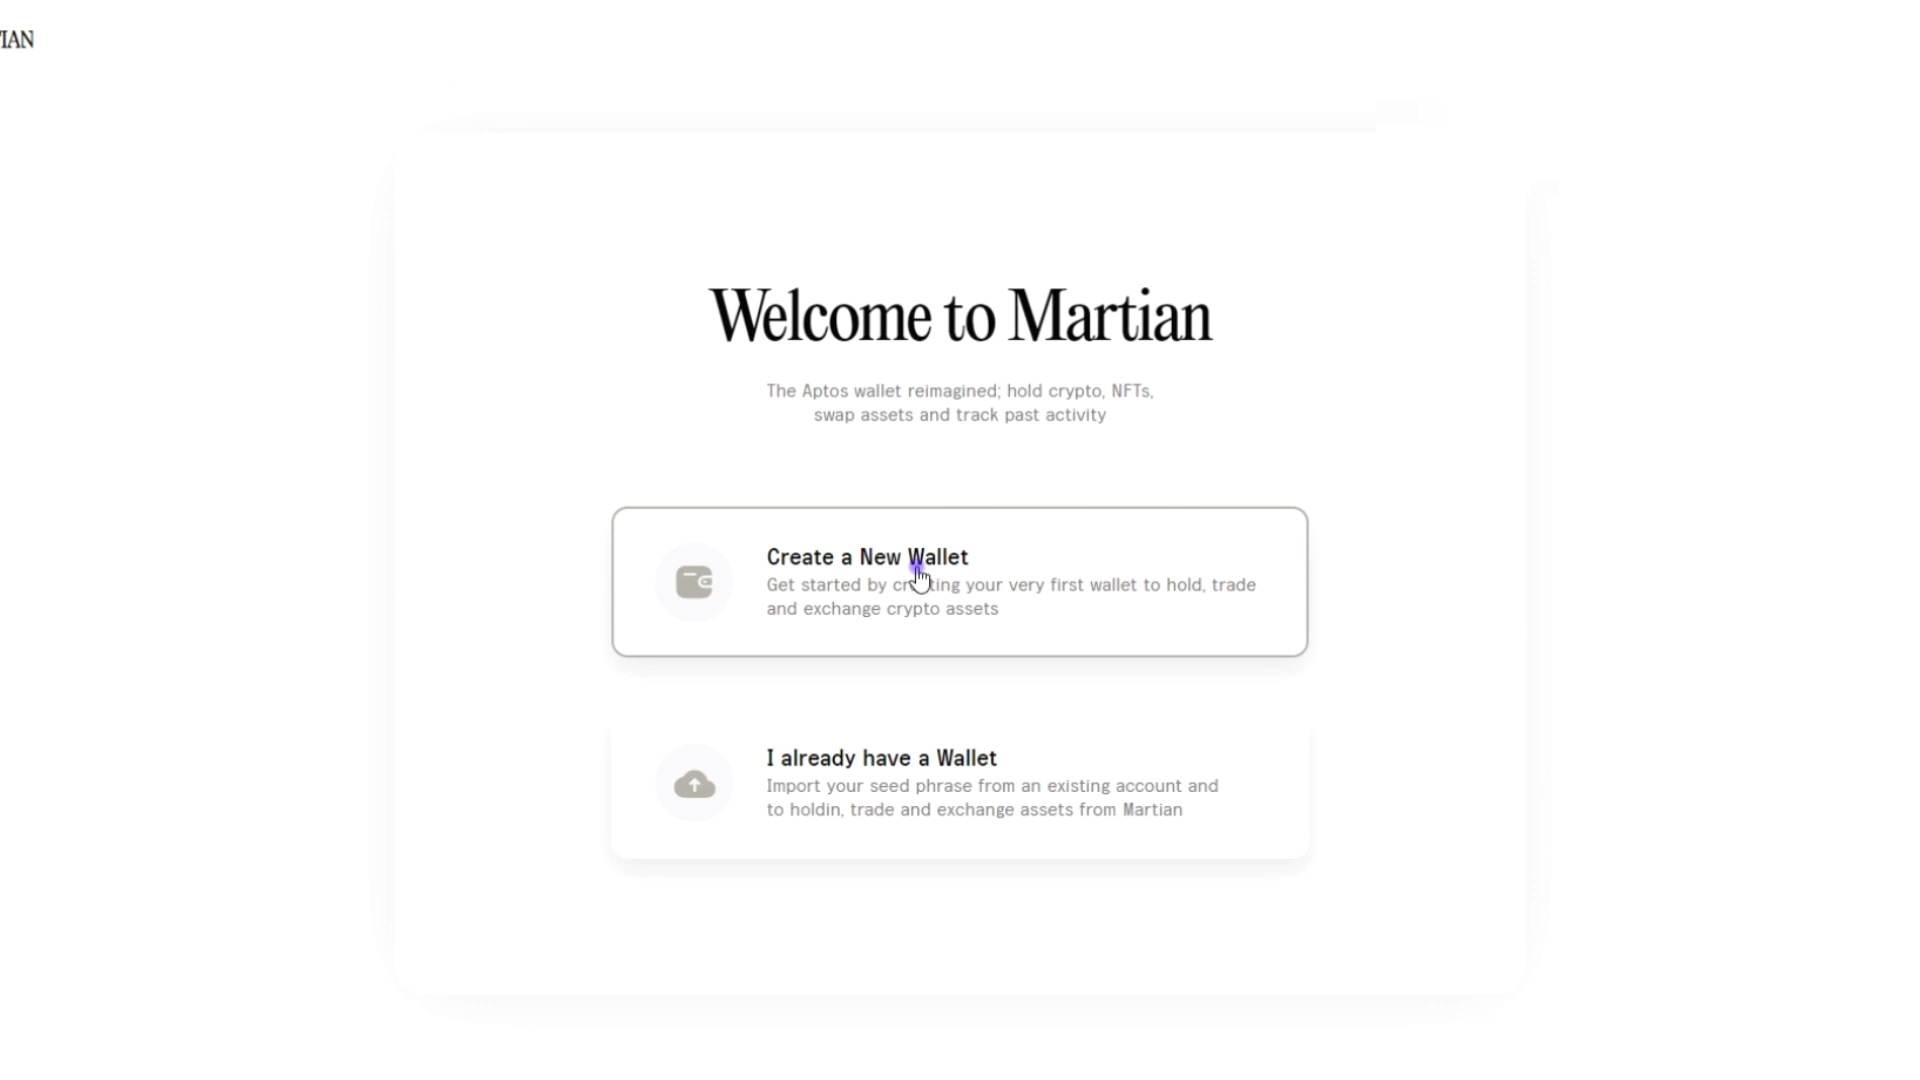 TIAN
Welcome to Martian
The Aptos wallet reimagined; hold crypto, NFTs,
swap assets and track past activity
Create a New Wallet
Get started by creating your very first wallet to hold, trade
and exchange crypto assets
I already have a Wallet
Import your seed phrase from an existing account and
to holdin, trade and exchange assets from Martian